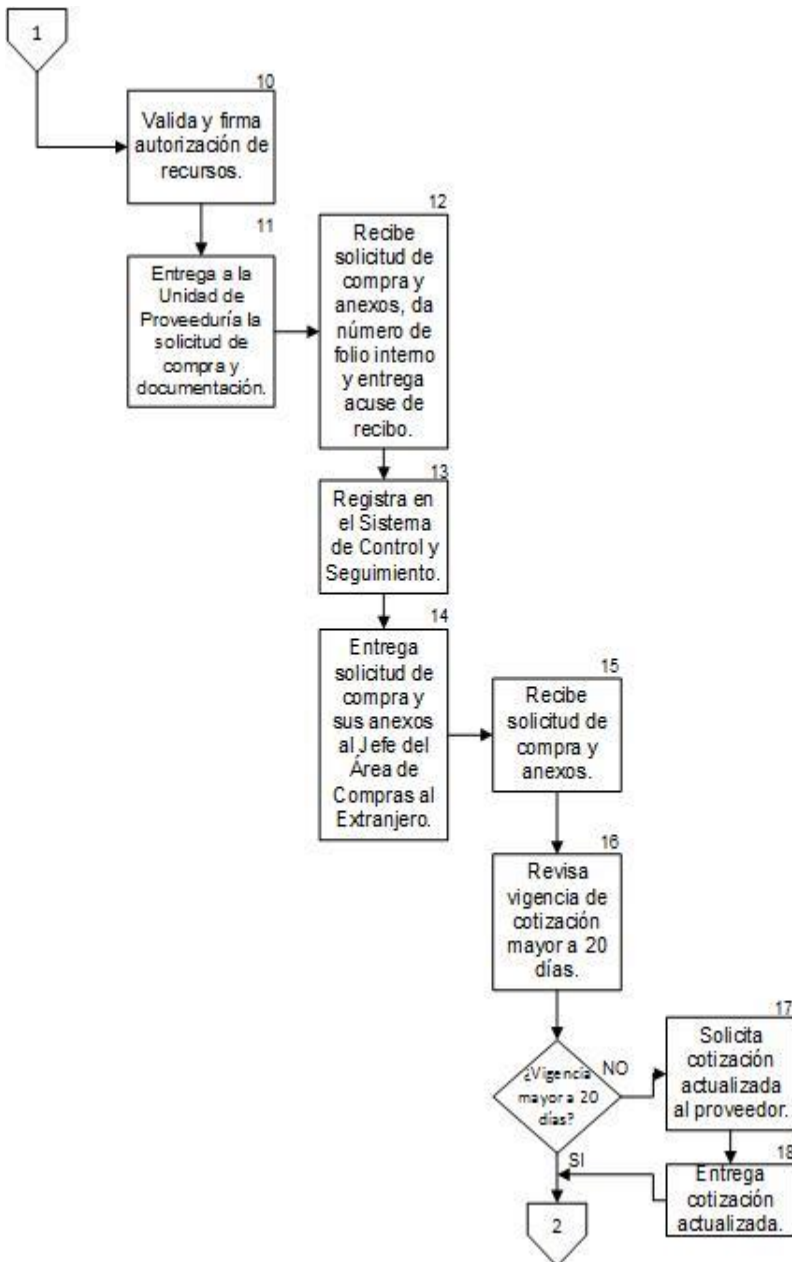 1
10
Valida y firma
autorización de
recursos.
11
Entrega a la
Unidad de
Proveeduría la
solicitud de
compra y
documentación.
12
Recibe
solicitud de
compra y
anexos, da
número de
folio interno
y entrega
acuse de
recibo.
13
Registra en
el Sistema
de Control y
Seguimiento.
14
Entrega
solicitud de
compra y
sus anexos
al Jefe del
Área de
Compras al
Extranjero.
15
Recibe
solicitud de
compra y
anexos.
16
Revisa
vigencia de
cotización
mayor a 20
días.
¿Vigencia
mayor a 20
días?
NO
17
Solicita
cotización
actualizada
al proveedor.
18
Entrega
cotización
actualizada.
SI
2